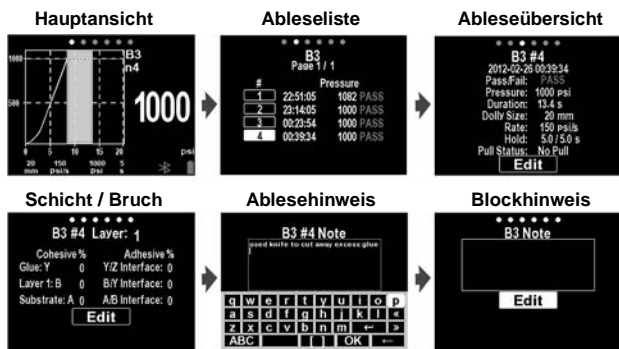 Hauptansicht
B3
n4
1000
500
1000
0 5 10 15 20
psi
20 150 1000 5
mm psi/s psi s
Ableseliste
B3
Page 1 / 1
# Pressure
1 22:51:05 1082 PASS
2 23:14:05 1000 PASS
3 00:23:54 1000 PASS
4 00:39:34 1000 PASS
Ableseübersicht
B3 #4
2012-02-26 00:39:34
Pass/Fail: PASS
Pressure: 1000 psi
Duration: 13.4 s
Dolly Size: 20 mm
Rate: 150 psi/s
Hold: 5.0 / 5.0 s
Pull Status: No Pull
Edit
Schicht / Bruch
B3 #4 Layer: 1
Cohesive % Adhesive %
Glue: Y 0 Y/Z Interface: 0
Layer 1: B 0 B/Y Interface: 0
Substrate: A 0 A/B Interface: 0
Edit
Ablesehinweis
B3 #4 Note
used knife to cut away excess glue
q w e r t y u i o p
a s d f g h j k l «
z x c v b n m ↵ »
ABC [ ] OK ←
Blockhinweis
B3 Note
Edit